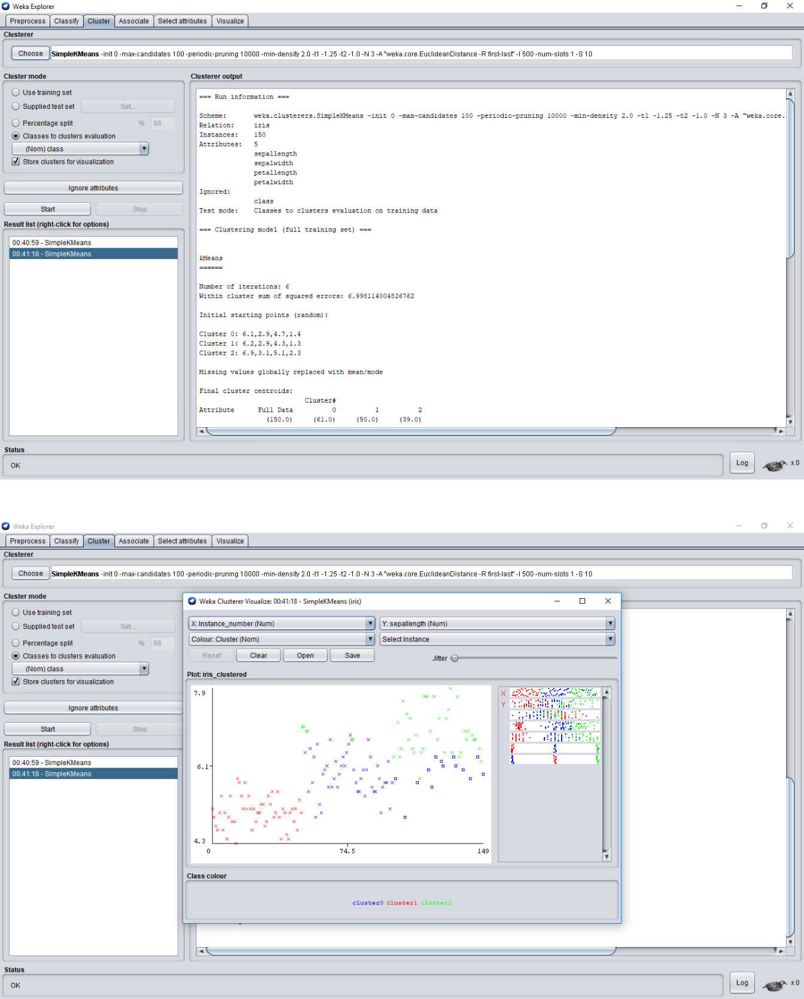 Weka Explorer
Preprocess Classify Cluster Associate Select attributes Visualize
Clusterer
Choose SimpleKMeans -init 0 -max-candidates 100 -periodic-pruning 10000 -min-density 2.0 -t1 -1.25 -t2 -1.0 -N 3 -A "weka.core.EuclideanDistance -R first-last" -I 500 -num-slots 1 -S 10
Cluster mode
Use training set
Supplied test set Set...
Percentage split % 66
Classes to clusters evaluation
(Nom) class
Store clusters for visualization
Ignore attributes
Start Stop
Result list (right-click for options)
00:40:59 - SimpleKMeans
00:41:18 - SimpleKMeans
Clusterer output
=== Run information ===
Scheme: weka.clusterers.SimpleKMeans -init 0 -max-candidates 100 -periodic-pruning 10000 -min-density 2.0 -t1 -1.25 -t2 -1.0 -N 3 -A "weka.core.
Relation: iris
Instances: 150
Attributes: 5
sepallength
sepalwidth
petallength
petalwidth
Ignored:
class
Test mode: Classes to clusters evaluation on training data
=== Clustering model (full training set) ===
kMeans
======
Number of iterations: 6
Within cluster sum of squared errors: 6.998114004826762
Initial starting points (random):
Cluster 0: 6.1,2.9,4.7,1.4
Cluster 1: 6.2,2.9,4.3,1.3
Cluster 2: 6.9,3.1,5.1,2.3
Missing values globally replaced with mean/mode
Final cluster centroids:
Cluster#
Attribute Full Data 0 1 2
(150.0) (61.0) (50.0) (39.0)
Status
OK
Log x 0
Weka Explorer
Preprocess Classify Cluster Associate Select attributes Visualize
Clusterer
Choose SimpleKMeans -init 0 -max-candidates 100 -periodic-pruning 10000 -min-density 2.0 -t1 -1.25 -t2 -1.0 -N 3 -A "weka.core.EuclideanDistance -R first-last" -I 500 -num-slots 1 -S 10
Cluster mode
Use training set
Supplied test set Set...
Percentage split % 66
Classes to clusters evaluation
(Nom) class
Store clusters for visualization
Ignore attributes
Start Stop
Result list (right-click for options)
00:40:59 - SimpleKMeans
00:41:18 - SimpleKMeans
Weka Clusterer Visualize: 00:41:18 - SimpleKMeans (iris)
X: Instance_number (Num) Y: sepallength (Num)
Colour: Cluster (Nom) Select Instance
Reset Clear Open Save Jitter
Plot: iris_clustered
7.9
6.1
4.3
0 74.5 149
X
Y
Class colour
cluster0 cluster1 cluster2
Status
OK
Log x 0